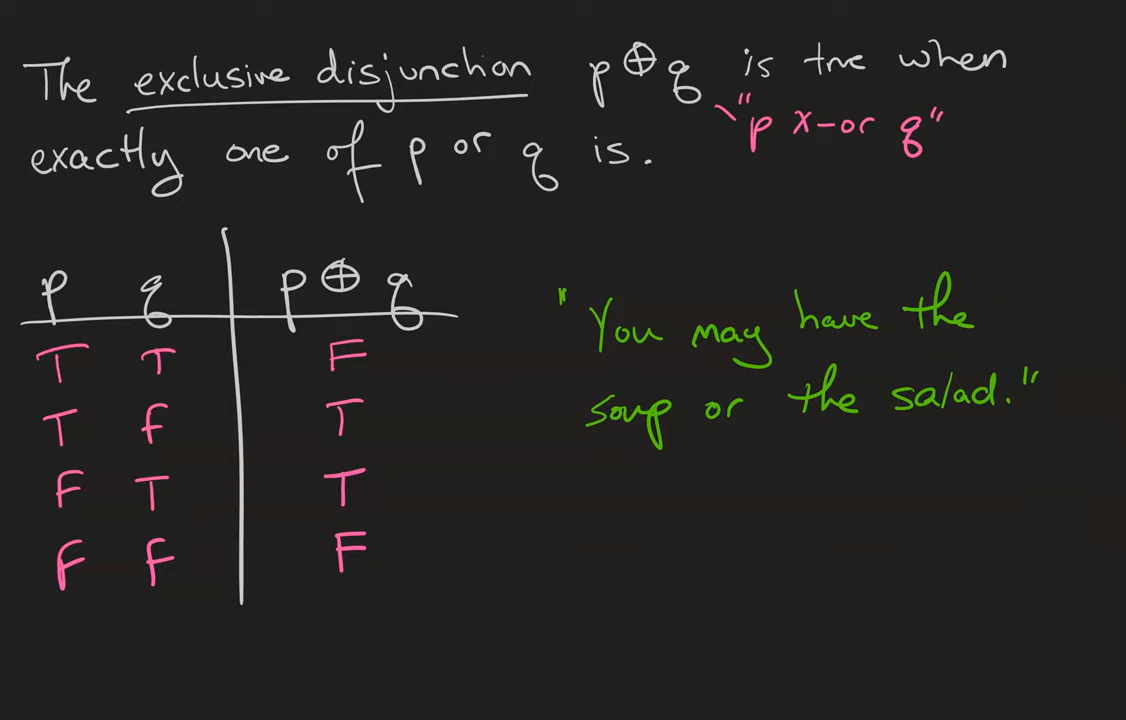 The exclusive disjunction p ⊕ q is true when
"p x-or q"
exactly one of p or q is.
p q p ⊕ q
T T F
T F T
F T T
F F F
"You may have the
soup or the salad."